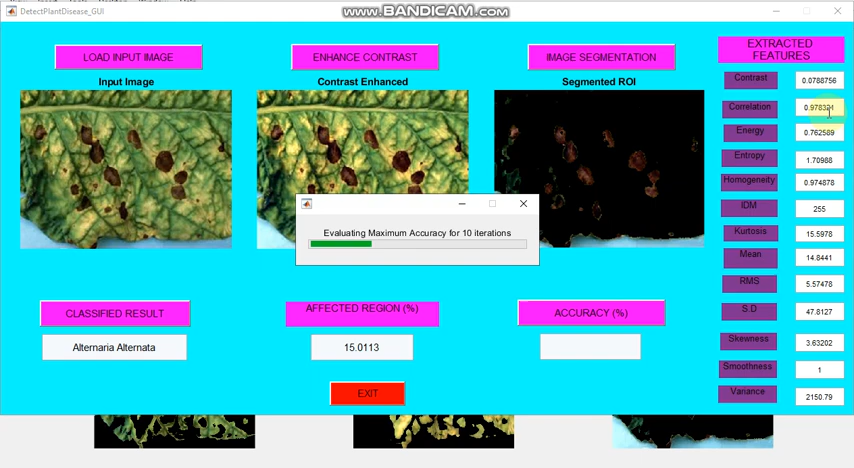 www.BANDICAM.com
DetectPlantDisease_GUI
LOAD INPUT IMAGE
ENHANCE CONTRAST
IMAGE SEGMENTATION
Input Image
Contrast Enhanced
Segmented ROI
EXTRACTED
FEATURES
Contrast 0.0788756
Correlation 0.978321
Energy 0.762589
Entropy 1.70988
Homogeneity 0.974878
IDM 255
Kurtosis 15.5978
Mean 14.8441
RMS 5.57478
S.D 47.8127
Skewness 3.63202
Smoothness 1
Variance 2150.79
Evaluating Maximum Accuracy for 10 iterations
CLASSIFIED RESULT
AFFECTED REGION (%)
ACCURACY (%)
Alternaria Alternata
15.0113
EXIT